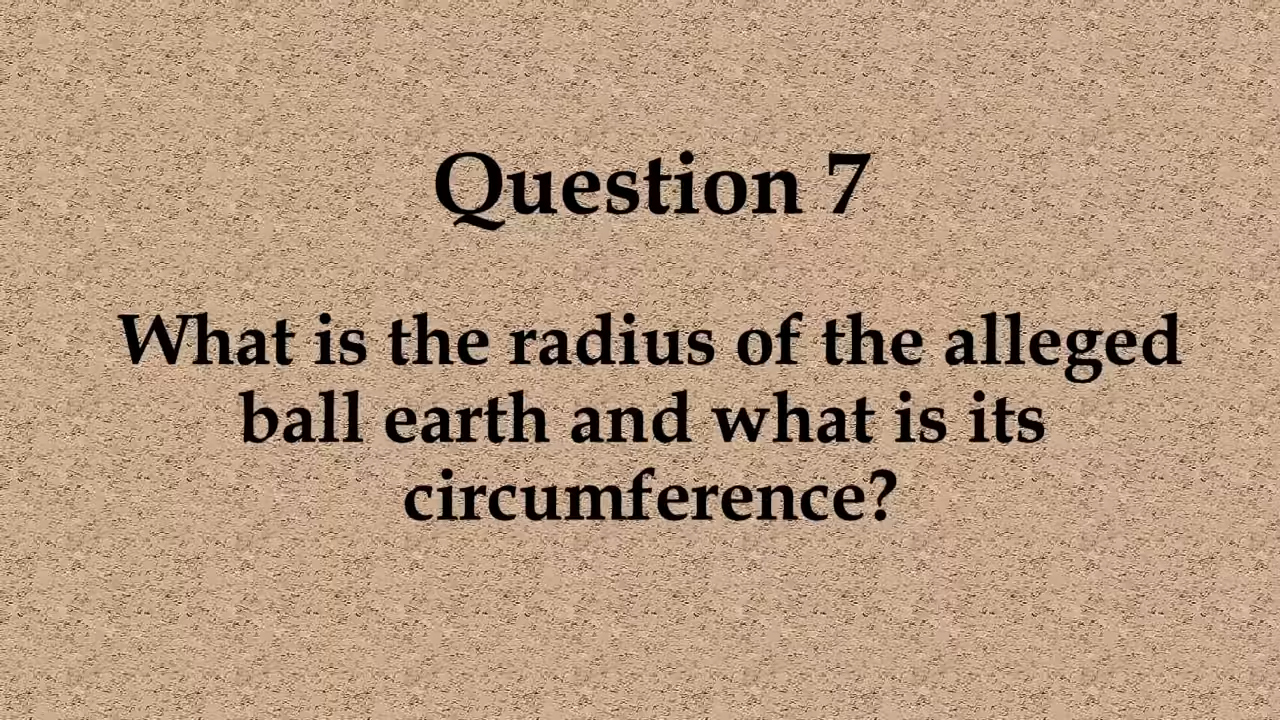 Question 7
What is the radius of the alleged
ball earth and what is its
circumference?